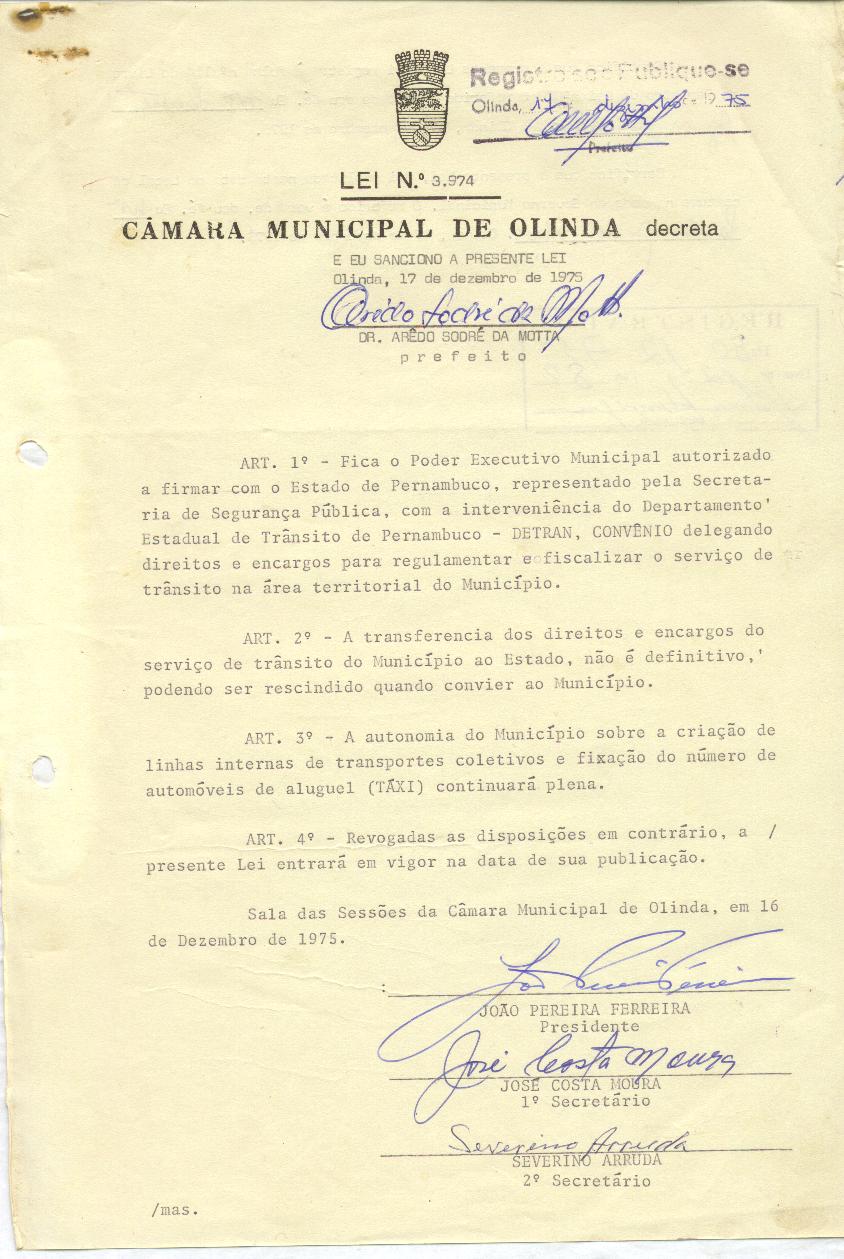 Registre-se e Publique-se
Olinda, 17 de dezembro de 1975
Prefeito
LEI N.º 3.974
CÂMARA MUNICIPAL DE OLINDA decreta
E EU SANCIONO A PRESENTE LEI
Olinda, 17 de dezembro de 1975
Arêdo Sodré da Motta
DR. ARÊDO SODRÉ DA MOTTA
prefeito
ART. 1º - Fica o Poder Executivo Municipal autorizado
a firmar com o Estado de Pernambuco, representado pela Secreta-
ria de Segurança Pública, com a interveniência do Departamento'
Estadual de Trânsito de Pernambuco - DETRAN, CONVÊNIO delegando
direitos e encargos para regulamentar e fiscalizar o serviço de
trânsito na área territorial do Município.
ART. 2º - A transferencia dos direitos e encargos do
serviço de trânsito do Município ao Estado, não é definitivo,'
podendo ser rescindido quando convier ao Município.
ART. 3º - A autonomia do Município sobre a criação de
linhas internas de transportes coletivos e fixação do número de
automóveis de aluguel (TÁXI) continuará plena.
ART. 4º - Revogadas as disposições em contrário, a /
presente Lei entrará em vigor na data de sua publicação.
Sala das Sessões da Câmara Municipal de Olinda, em 16
de Dezembro de 1975.
JOÃO PEREIRA FERREIRA
Presidente
José Costa Moura
JOSÉ COSTA MOURA
1º Secretário
Severino Arruda
SEVERINO ARRUDA
2º Secretário
/mas.